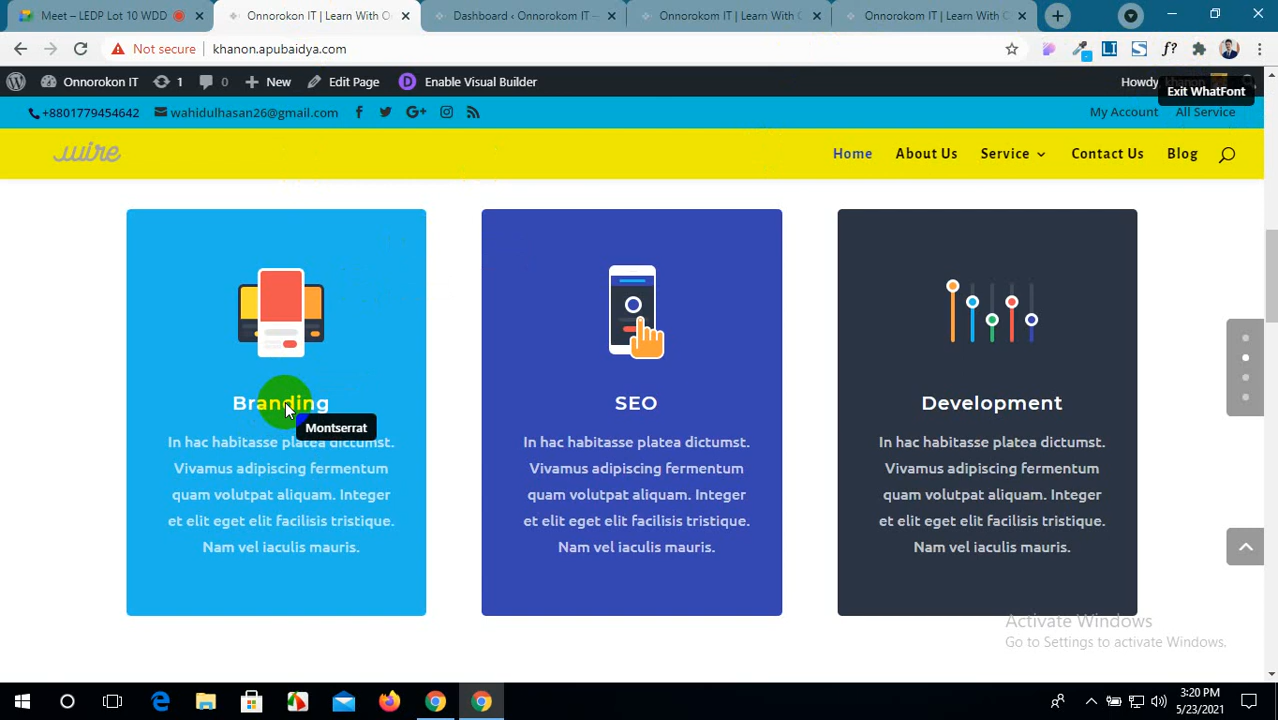 LEDP Lot 10 WDD
Onnorokon IT | Learn With O
Dashboard ‹ Onnorokom IT —
Onnorokom IT | Learn With O
Onnorokom IT | Learn With O
Not secure khanon.apubaidya.com
Meet –
Onnorokon IT 1 0 New Edit Page Enable Visual Builder Howdy khanon
Exit WhatFont
+8801779454642 wahidulhasan26@gmail.com My Account All Service
wire Home About Us Service Contact Us Blog
Branding
Montserrat
In hac habitasse platea dictumst.
Vivamus adipiscing fermentum
quam volutpat aliquam. Integer
et elit eget elit facilisis tristique.
Nam vel iaculis mauris.
SEO
In hac habitasse platea dictumst.
Vivamus adipiscing fermentum
quam volutpat aliquam. Integer
et elit eget elit facilisis tristique.
Nam vel iaculis mauris.
Development
In hac habitasse platea dictumst.
Vivamus adipiscing fermentum
quam volutpat aliquam. Integer
et elit eget elit facilisis tristique.
Nam vel iaculis mauris.
Activate Windows
Go to Settings to activate Windows.
3:20 PM
5/23/2021